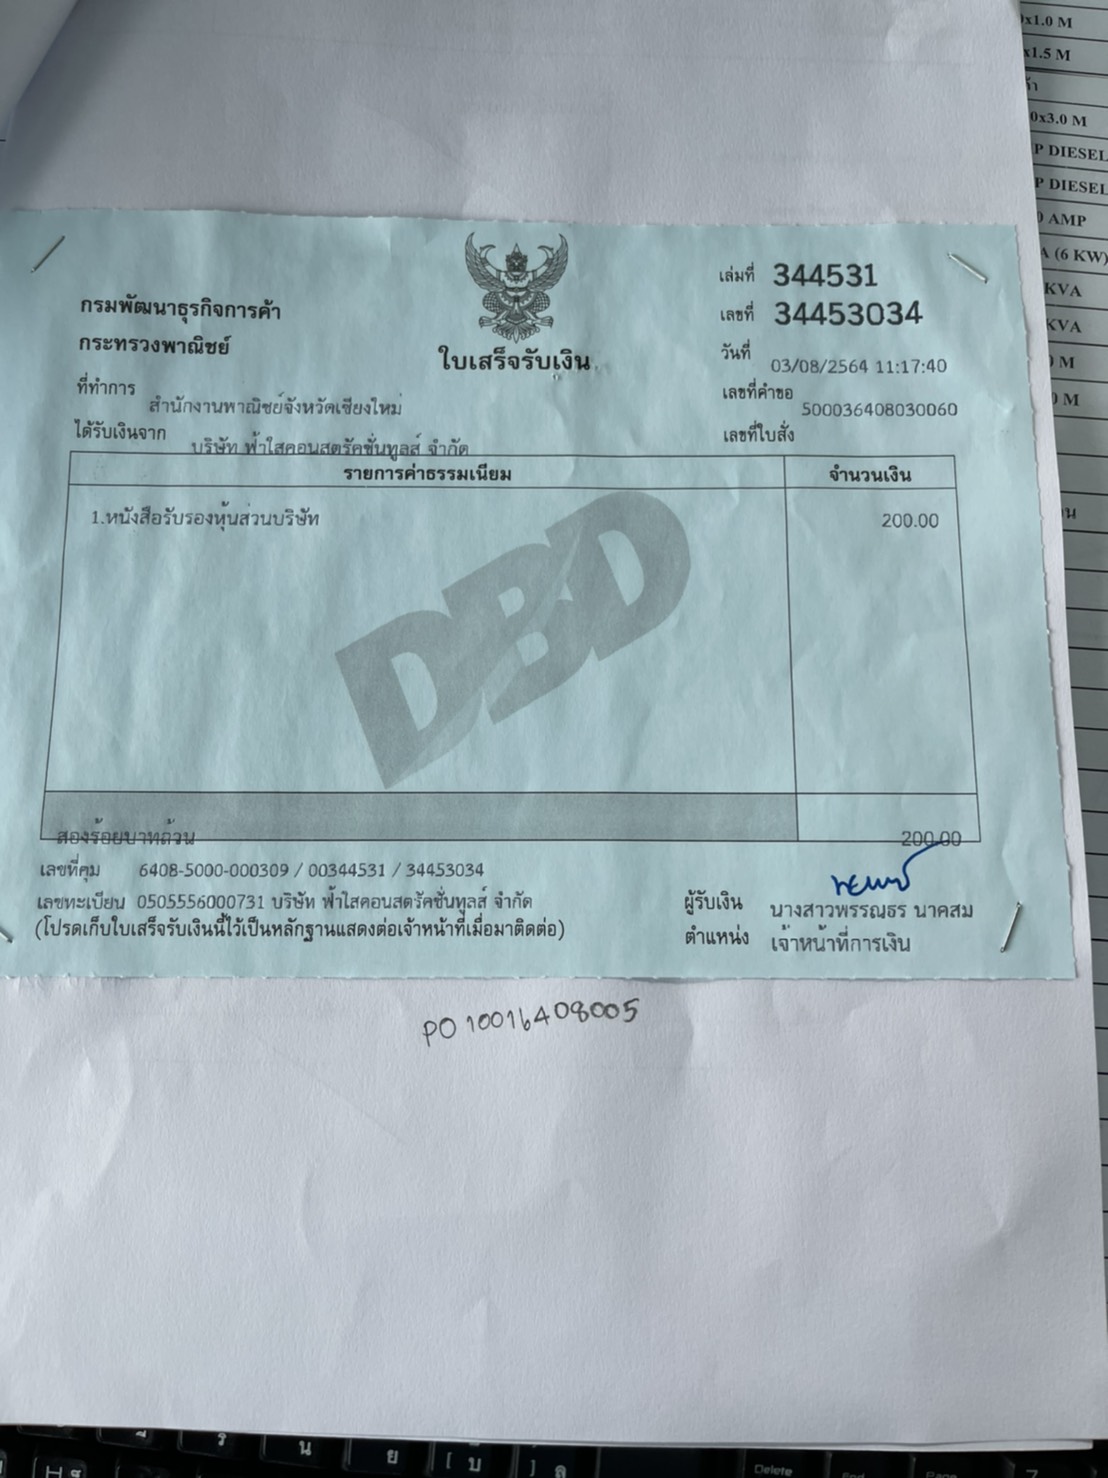 x1.0 M
x1.5 M
0x3.0 M
P DIESEL
P DIESEL
0 AMP
A (6 KW)
KVA
KVA
0 M
0 M
กรมพัฒนาธุรกิจการค้า
กระทรวงพาณิชย์
ใบเสร็จรับเงิน
เล่มที่ 344531
เลขที่ 34453034
วันที่ 03/08/2564 11:17:40
เลขที่คำขอ 500036408030060
เลขที่ใบสั่ง
ที่ทำการ สำนักงานพาณิชย์จังหวัดเชียงใหม่
ได้รับเงินจาก บริษัท ฟ้าใสคอนสตรัคชั่นทูลส์ จำกัด
รายการค่าธรรมเนียม จำนวนเงิน
1.หนังสือรับรองหุ้นส่วนบริษัท 200.00
DBD
สองร้อยบาทถ้วน 200.00
เลขที่คุม 6408-5000-000309 / 00344531 / 34453034
เลขทะเบียน 0505556000731 บริษัท ฟ้าใสคอนสตรัคชั่นทูลส์ จำกัด
(โปรดเก็บใบเสร็จรับเงินนี้ไว้เป็นหลักฐานแสดงต่อเจ้าหน้าที่เมื่อมาติดต่อ)
ผู้รับเงิน นางสาวพรรณธร นาคสม
ตำแหน่ง เจ้าหน้าที่การเงิน
PO 10016408005
น
ย
[ บ
] ล
Delete